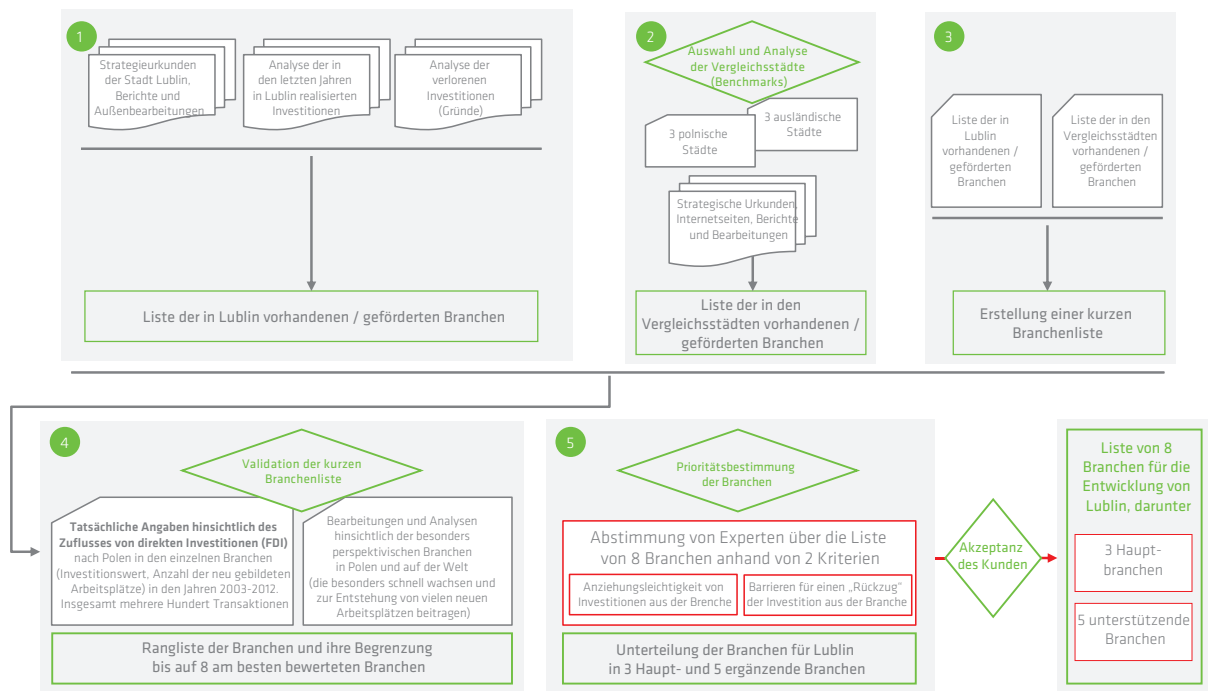 1
Strategieurkunden
der Stadt Lublin,
Berichte und
Außenbearbeitungen
Analyse der in
den letzten Jahren
in Lublin realisierten
Investitionen
Analyse der
verlorenen
Investitionen
(Gründe)
Liste der in Lublin vorhandenen / geförderten Branchen
2
Auswahl und Analyse
der Vergleichsstädte
(Benchmarks)
3 polnische
Städte
3 ausländische
Städte
Strategische Urkunden,
Internetseiten, Berichte
und Bearbeitungen
Liste der in den
Vergleichsstädten vorhandenen /
geförderten Branchen
3
Liste der in
Lublin
vorhandenen /
geförderten
Branchen
Liste der in den
Vergleichsstädten
vorhandenen /
geförderten
Branchen
Erstellung einer kurzen
Branchenliste
4
Validation der kurzen
Branchenliste
Tatsächliche Angaben hinsichtlich des
Zuflusses von direkten Investitionen (FDI)
nach Polen in den einzelnen Branchen
(Investitionswert, Anzahl der neu gebildeten
Arbeitsplätze) in den Jahren 2003-2012.
Insgesamt mehrere Hundert Transaktionen
Bearbeitungen und Analysen
hinsichtlich der besonders
perspektivischen Branchen
in Polen und auf der Welt
(die besonders schnell wachsen und
zur Entstehung von vielen neuen
Arbeitsplätzen beitragen)
Rangliste der Branchen und ihre Begrenzung
bis auf 8 am besten bewerteten Branchen
5
Prioritätsbestimmung
der Branchen
Abstimmung von Experten über die Liste
von 8 Branchen anhand von 2 Kriterien
Anziehungsleichtigkeit von
Investitionen aus der Brenche
Barrieren für einen „Rückzug“
der Investition aus der Branche
Unterteilung der Branchen für Lublin
in 3 Haupt- und 5 ergänzende Branchen
Akzeptanz
des Kunden
Liste von 8
Branchen für die
Entwicklung von
Lublin, darunter
3 Haupt-
branchen
5 unterstützende
Branchen